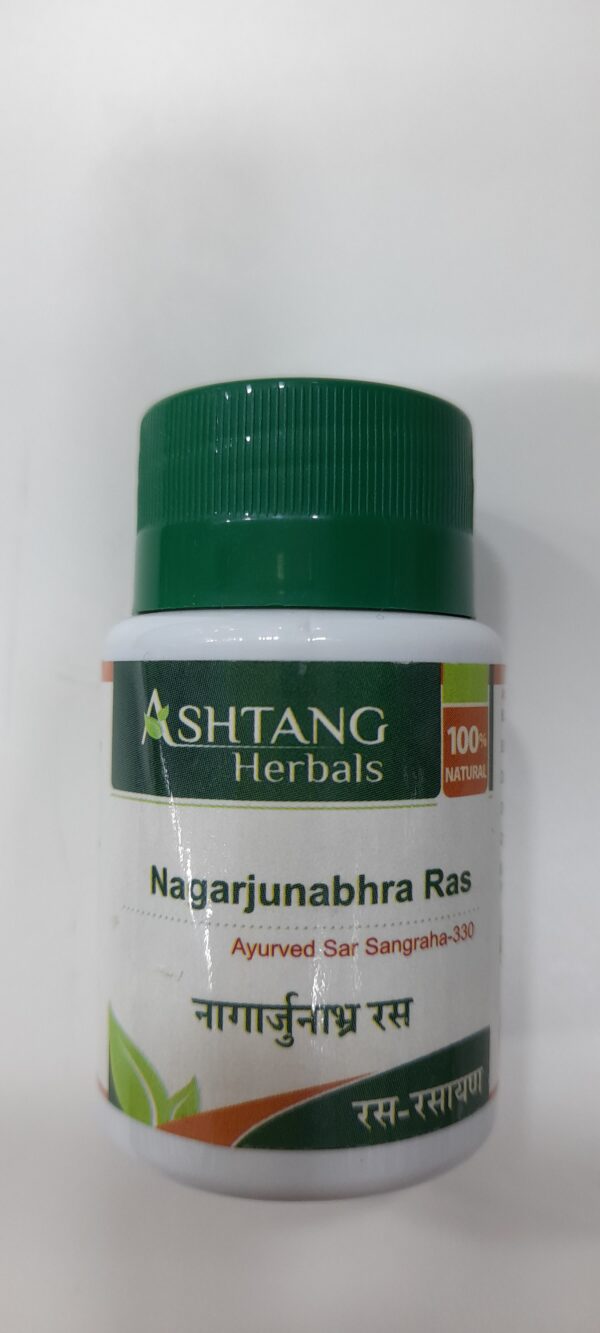 ASHTANG
Herbals
100%
NATURAL
Nagarjunabhra Ras
Ayurved Sar Sangraha-330
नागार्जुनाभ्र रस
रस-रसायण